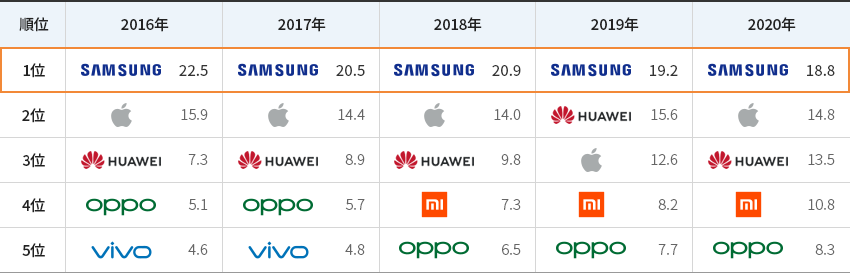 順位 2016年 2017年 2018年 2019年 2020年
1位 SAMSUNG 22.5 SAMSUNG 20.5 SAMSUNG 20.9 SAMSUNG 19.2 SAMSUNG 18.8
2位 15.9 14.4 14.0 HUAWEI 15.6 14.8
3位 HUAWEI 7.3 HUAWEI 8.9 HUAWEI 9.8 12.6 HUAWEI 13.5
4位 oppo 5.1 oppo 5.7 mi 7.3 mi 8.2 mi 10.8
5位 vivo 4.6 vivo 4.8 oppo 6.5 oppo 7.7 oppo 8.3